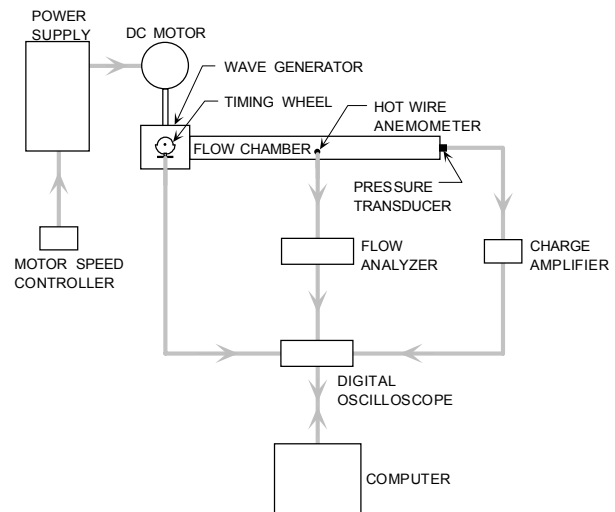 POWER
SUPPLY
DC MOTOR
WAVE GENERATOR
TIMING WHEEL
HOT WIRE
ANEMOMETER
FLOW CHAMBER
PRESSURE
TRANSDUCER
FLOW
ANALYZER
CHARGE
AMPLIFIER
MOTOR SPEED
CONTROLLER
DIGITAL
OSCILLOSCOPE
COMPUTER